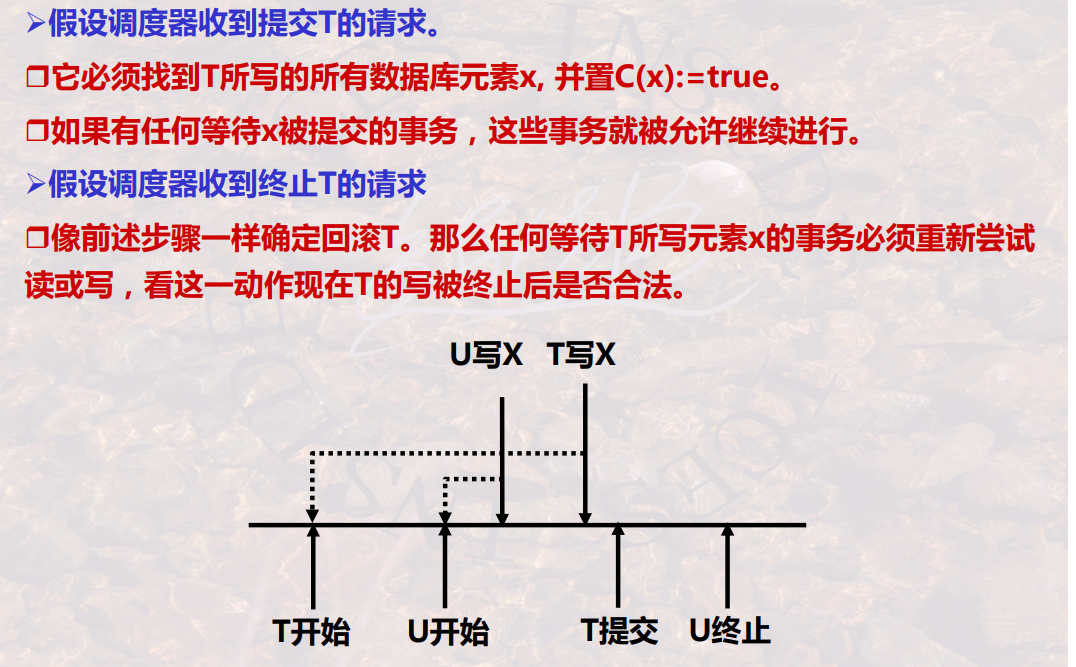 ➢假设调度器收到提交T的请求。
❒它必须找到T所写的所有数据库元素x, 并置C(x):=true。
❒如果有任何等待x被提交的事务，这些事务就被允许继续进行。
➢假设调度器收到终止T的请求
❒像前述步骤一样确定回滚T。那么任何等待T所写元素x的事务必须重新尝试
读或写，看这一动作现在T的写被终止后是否合法。
U写X T写X
T开始 U开始 T提交 U终止